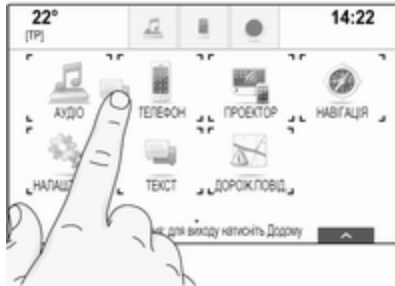 22°
14:22
[TP]
АУДІО
ТЕЛЕФОН
ПРОЕКТОР
НАВІГАЦІЯ
НАЛАШ
ТЕКСТ
ДОРОЖ.ПОВІД.
для виходу натисніть Додому